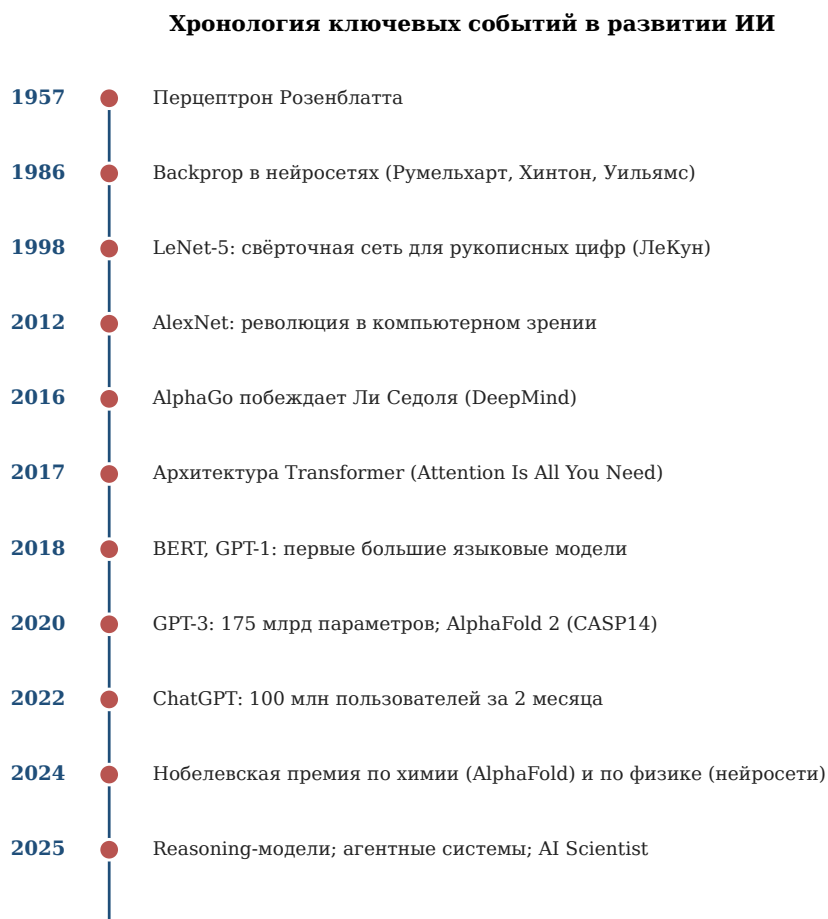 Хронология ключевых событий в развитии ИИ
1957 Перцептрон Розенблатта
1986 Backprop в нейросетях (Румельхарт, Хинтон, Уильямс)
1998 LeNet-5: свёрточная сеть для рукописных цифр (ЛеКун)
2012 AlexNet: революция в компьютерном зрении
2016 AlphaGo побеждает Ли Седоля (DeepMind)
2017 Архитектура Transformer (Attention Is All You Need)
2018 BERT, GPT-1: первые большие языковые модели
2020 GPT-3: 175 млрд параметров; AlphaFold 2 (CASP14)
2022 ChatGPT: 100 млн пользователей за 2 месяца
2024 Нобелевская премия по химии (AlphaFold) и по физике (нейросети)
2025 Reasoning-модели; агентные системы; AI Scientist